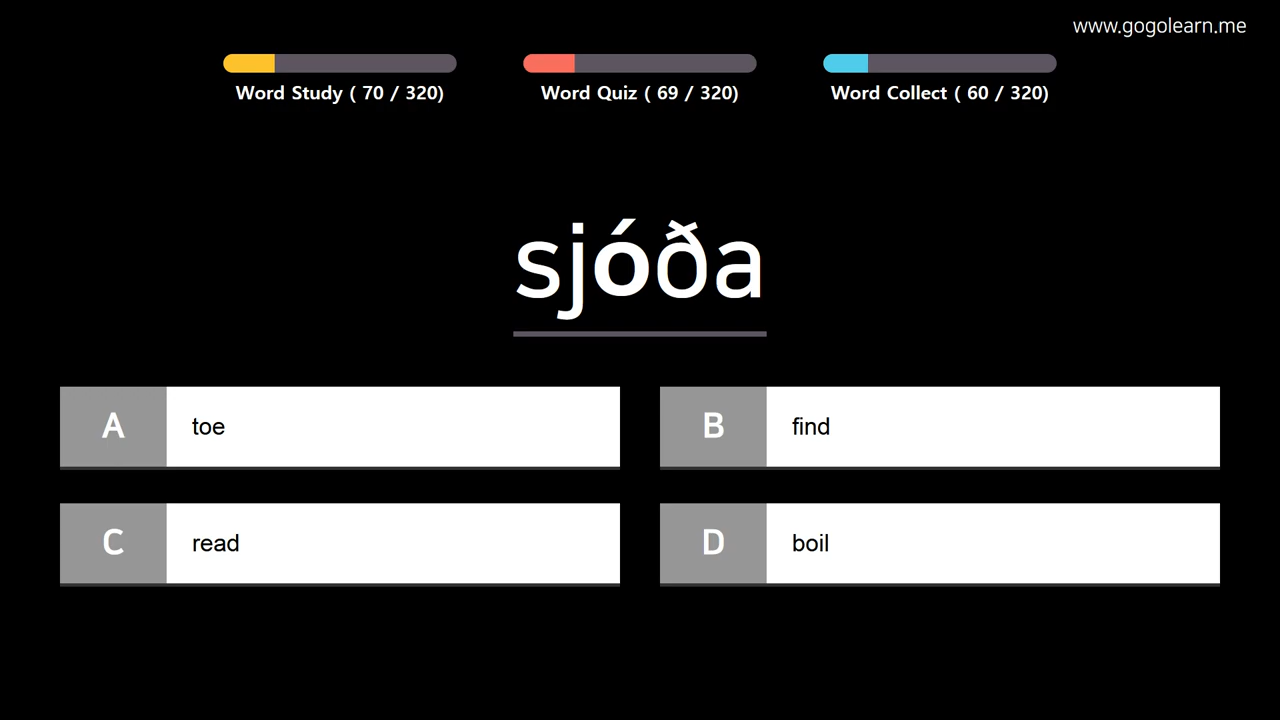 www.gogolearn.me
Word Study ( 70 / 320)
Word Quiz ( 69 / 320)
Word Collect ( 60 / 320)
sjóða
A toe
B find
C read
D boil